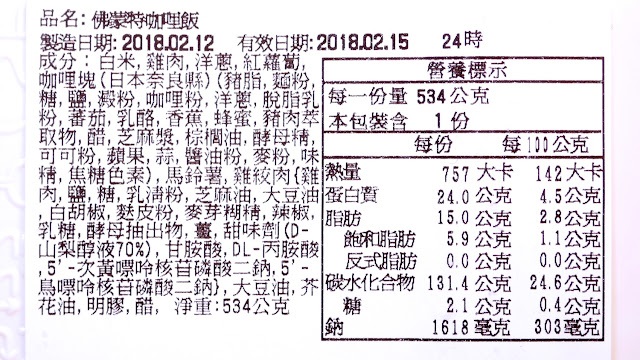 品名:佛蒙特咖哩飯
製造日期:2018.02.12 有效日期:2018.02.15 24時
成分：白米,雞肉,洋蔥,紅蘿蔔,
咖哩塊(日本奈良縣)(豬脂,麵粉,
糖,鹽,澱粉,咖哩粉,洋蔥,脫脂乳
粉,蕃茄,乳酪,香蕉,蜂蜜,豬肉萃
取物,醋,芝麻漿,棕櫚油,酵母精,
可可粉,蘋果,蒜,醬油粉,麥粉,味
精,焦糖色素),馬鈴薯,雞絞肉{雞
肉,鹽,糖,乳清粉,芝麻油,大豆油
,白胡椒,麩皮粉,麥芽糊精,辣椒,
乳糖,酵母抽出物,薑,甜味劑(D-
山梨醇液70%),甘胺酸,DL-丙胺酸
,5'-次黃嘌呤核苷磷酸二鈉,5'-
鳥嘌呤核苷磷酸二鈉},大豆油,芥
花油,明膠,醋, 淨重:534公克
營養標示
每一份量 534公克
本包裝含 1 份
每份 每100公克
熱量 757 大卡 142 大卡
蛋白質 24.0 公克 4.5公克
脂肪 15.0 公克 2.8公克
飽和脂肪 5.9 公克 1.1公克
反式脂肪 0.0 公克 0.0公克
碳水化合物 131.4 公克 24.6公克
糖 2.1 公克 0.4公克
鈉 1618 毫克 303毫克